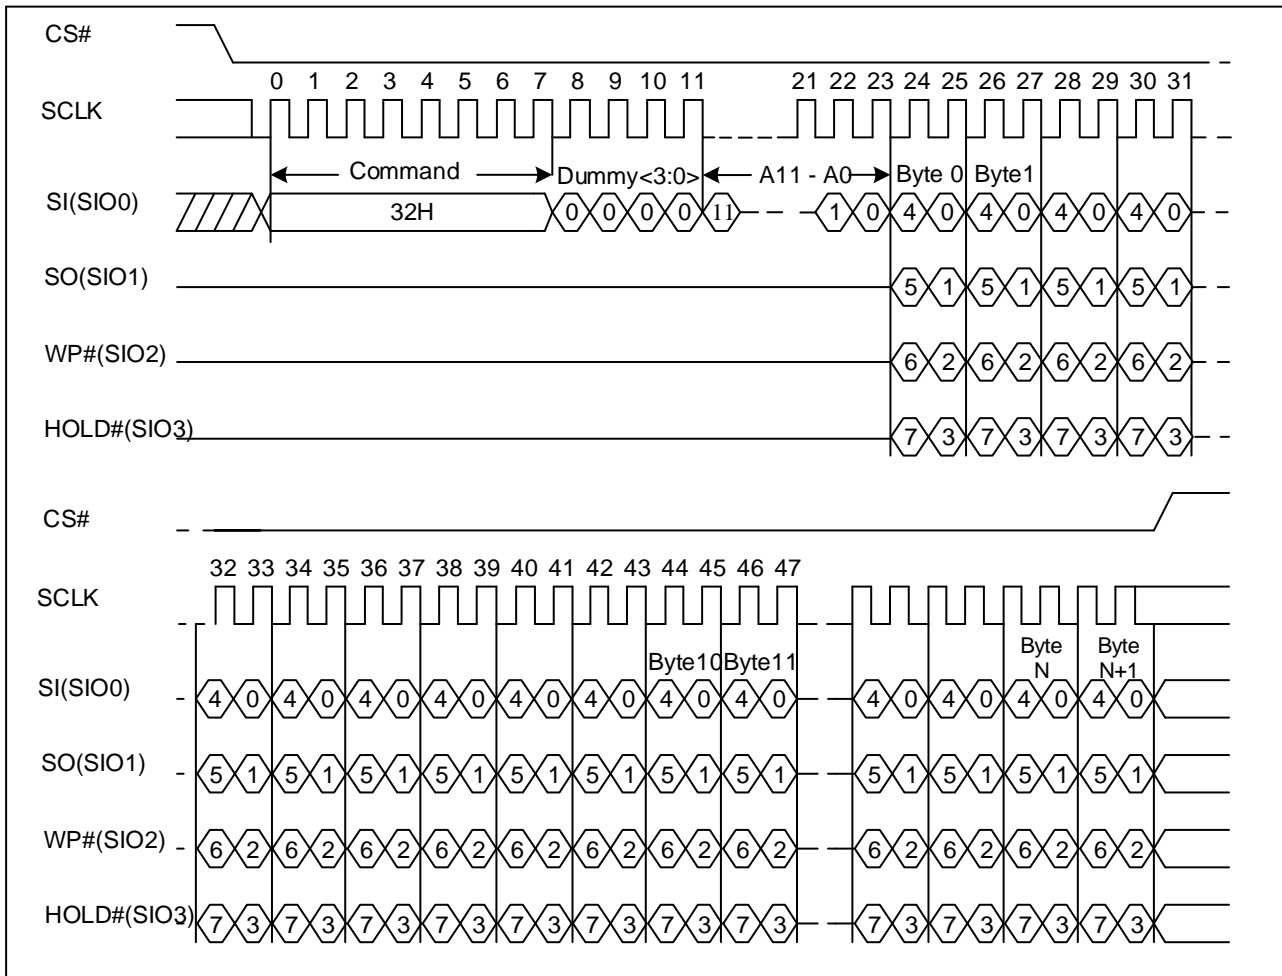 CS#
0 1 2 3 4 5 6 7 8 9 10 11 21 22 23 24 25 26 27 28 29 30 31
SCLK
Command Dummy<3:0> A11 - A0 Byte 0 Byte1
SI(SIO0) 32H 0 0 0 0 11 1 0 4 0 4 0 4 0 4 0
SO(SIO1) 5 1 5 1 5 1 5 1
WP#(SIO2) 6 2 6 2 6 2 6 2
HOLD#(SIO3) 7 3 7 3 7 3 7 3
CS#
32 33 34 35 36 37 38 39 40 41 42 43 44 45 46 47
SCLK
Byte10 Byte11 Byte N Byte N+1
SI(SIO0) 4 0 4 0 4 0 4 0 4 0 4 0 4 0 4 0 4 0 4 0 4 0 4 0
SO(SIO1) 5 1 5 1 5 1 5 1 5 1 5 1 5 1 5 1 5 1 5 1 5 1 5 1
WP#(SIO2) 6 2 6 2 6 2 6 2 6 2 6 2 6 2 6 2 6 2 6 2 6 2 6 2
HOLD#(SIO3) 7 3 7 3 7 3 7 3 7 3 7 3 7 3 7 3 7 3 7 3 7 3 7 3